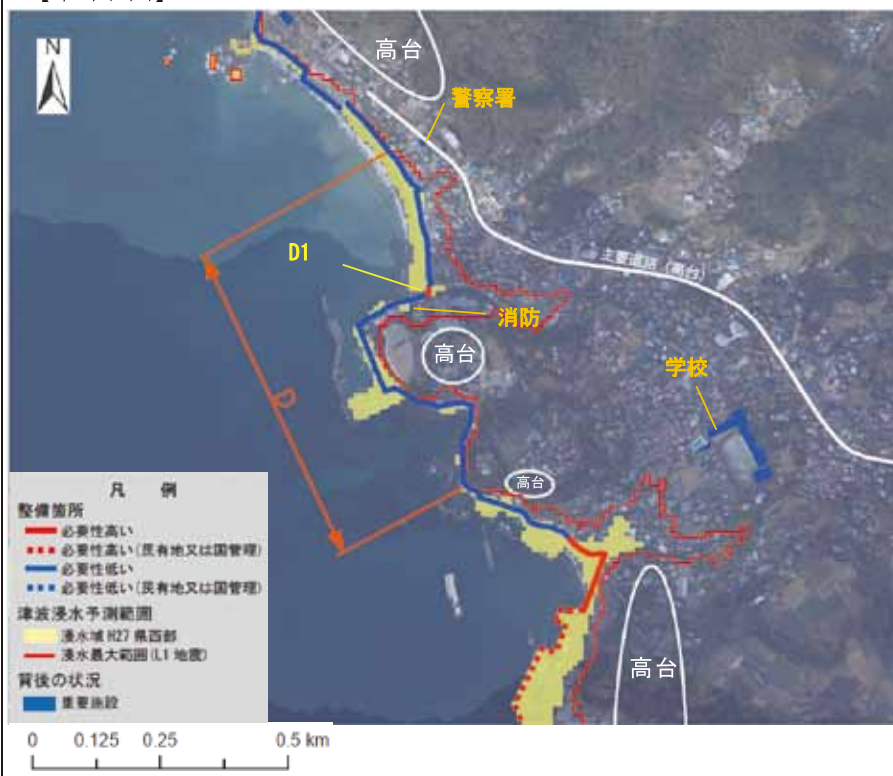 N
高台
警察署
D1
主要道路（高台）
消防
高台
学校
D
高台
高台
凡 例
整備箇所
必要性高い
必要性高い（民有地又は国管理）
必要性低い
必要性低い（民有地又は国管理）
津波浸水予測範囲
浸水域 H27 県西部
浸水最大範囲(L1 地震)
背後の状況
重要施設
0 0.125 0.25 0.5 km